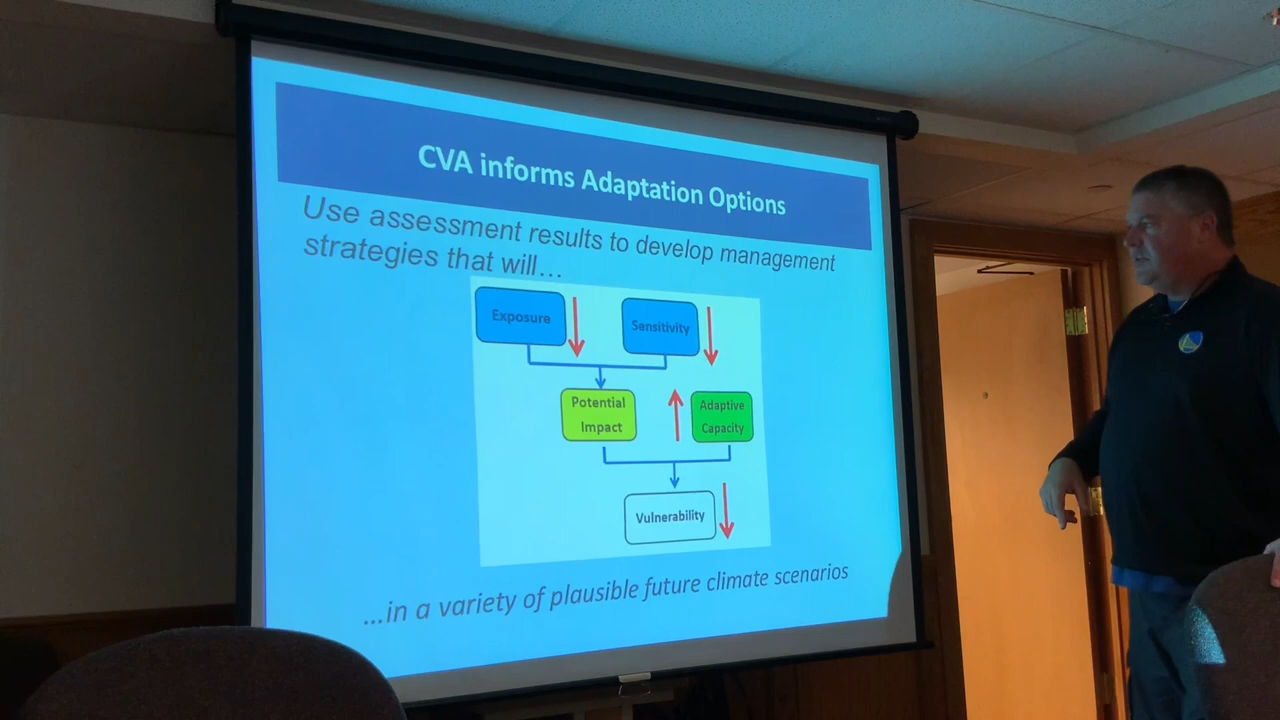 CVA informs Adaptation Options
Use assessment results to develop management
strategies that will...
Exposure
Sensitivity
Potential
Impact
Adaptive
Capacity
Vulnerability
...in a variety of plausible future climate scenarios